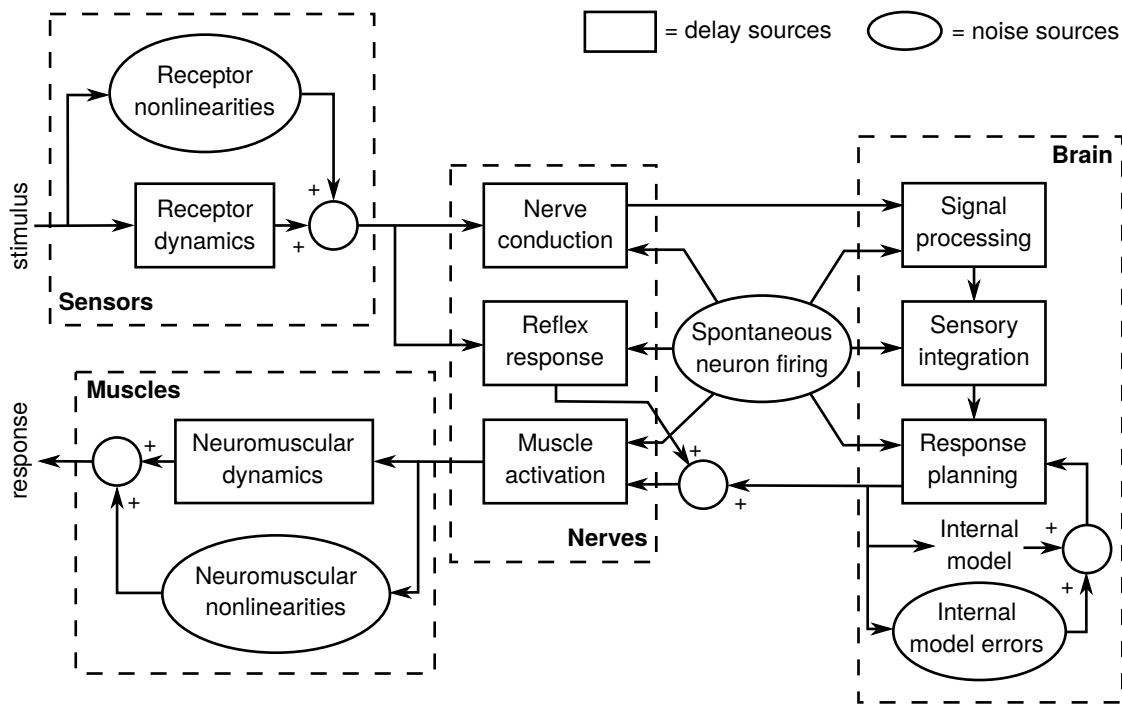 = delay sources
= noise sources
Receptor
nonlinearities
stimulus
Receptor
dynamics
+
+
Sensors
Nerve
conduction
Reflex
response
Muscle
activation
Nerves
Spontaneous
neuron firing
Brain
Signal
processing
Sensory
integration
Response
planning
+
+
Internal
model
+
+
Internal
model errors
Muscles
response
+
+
Neuromuscular
dynamics
Neuromuscular
nonlinearities